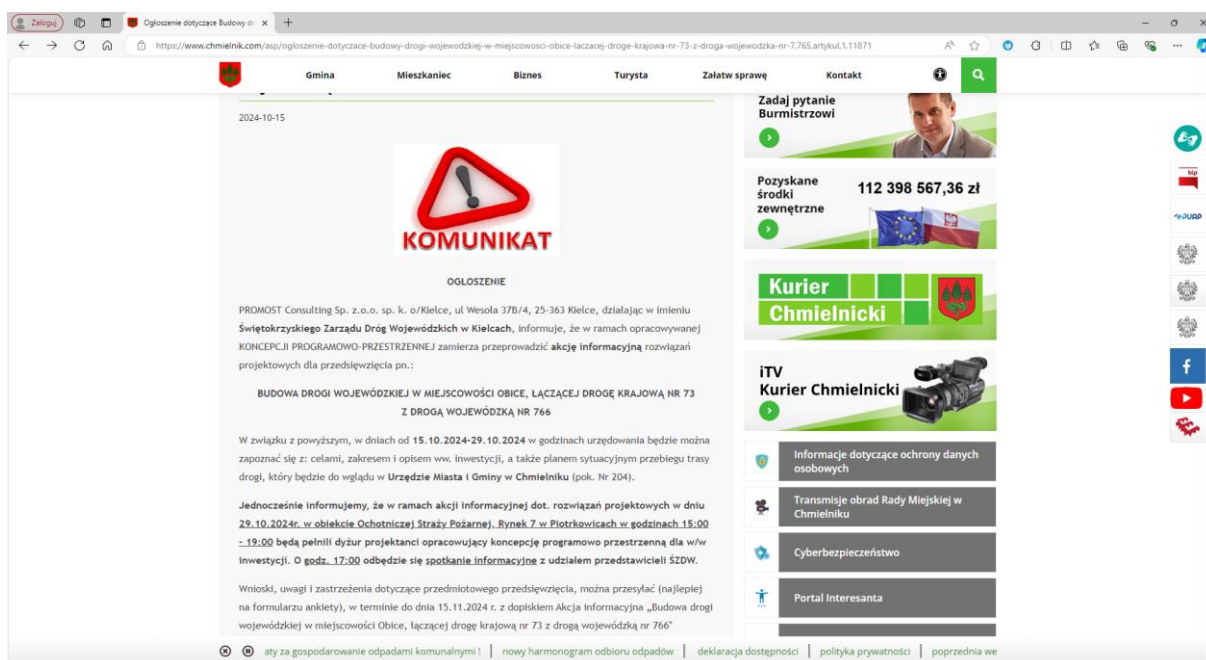 Zaloguj
Ogłoszenie dotyczące Budowy dr
https://www.chmielnik.com/asp/ogloszenie-dotyczace-budowy-drogi-wojewodzkiej-w-miejscowosci-obice-laczacej-droge-krajowa-nr-73-z-droga-wojewodzka-nr-7,765,artykul,1,11871
Gmina
Mieszkaniec
Biznes
Turysta
Załatw sprawę
Kontakt
2024-10-15
KOMUNIKAT
OGŁOSZENIE
PROMOST Consulting Sp. z.o.o. sp. k. o/Kielce, ul Wesoła 37B/4, 25-363 Kielce, działając w imieniu
Świętokrzyskiego Zarządu Dróg Wojewódzkich w Kielcach, informuje, że w ramach opracowywanej
KONCEPCJI PROGRAMOWO-PRZESTRZENNEJ zamierza przeprowadzić akcję informacyjną rozwiązań
projektowych dla przedsięwzięcia pn.:
BUDOWA DROGI WOJEWÓDZKIEJ W MIEJSCOWOŚCI OBICE, ŁĄCZĄCEJ DROGĘ KRAJOWĄ NR 73
Z DROGĄ WOJEWÓDZKĄ NR 766
W związku z powyższym, w dniach od 15.10.2024-29.10.2024 w godzinach urzędowania będzie można
zapoznać się z: celami, zakresem i opisem ww. inwestycji, a także planem sytuacyjnym przebiegu trasy
drogi, który będzie do wglądu w Urzędzie Miasta i Gminy w Chmielniku (pok. Nr 204).
Jednocześnie informujemy, że w ramach akcji informacyjnej dot. rozwiązań projektowych w dniu
29.10.2024r. w obiekcie Ochotniczej Straży Pożarnej, Rynek 7 w Piotrkowicach w godzinach 15:00
- 19:00 będą pełnili dyżur projektanci opracowujący koncepcję programowo przestrzenną dla w/w
inwestycji. O godz. 17:00 odbędzie się spotkanie informacyjne z udziałem przedstawicieli ŚZDW.
Wnioski, uwagi i zastrzeżenia dotyczące przedmiotowego przedsięwzięcia, można przesyłać (najlepiej
na formularzu ankiety), w terminie do dnia 15.11.2024 r. z dopiskiem Akcja informacyjna „Budowa drogi
wojewódzkiej w miejscowości Obice, łączącej drogę krajową nr 73 z drogą wojewódzką nr 766"
Zadaj pytanie
Burmistrzowi
Pozyskane
środki
zewnętrzne
112 398 567,36 zł
Kurier
Chmielnicki
iTV
Kurier Chmielnicki
Informacje dotyczące ochrony danych
osobowych
Transmisje obrad Rady Miejskiej w
Chmielniku
Cyberbezpieczeństwo
Portal Interesanta
bip
ePUAP
aty za gospodarowanie odpadami komunalnymi !
nowy harmonogram odbioru odpadów
deklaracja dostępności
polityka prywatności
poprzednia we